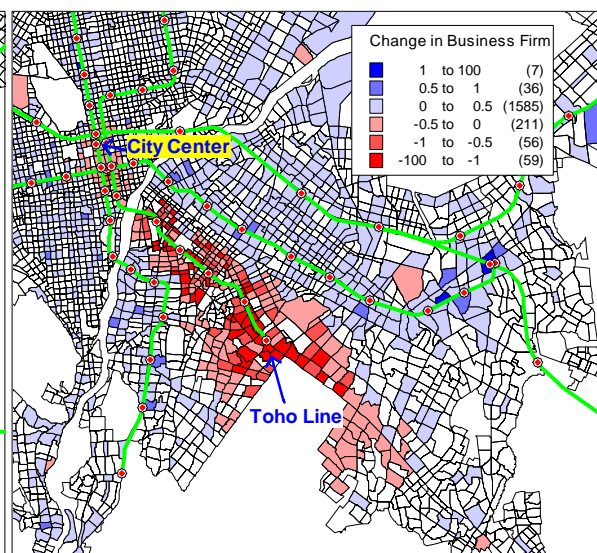 Change in Business Firm
1 to 100 (7)
0.5 to 1 (36)
0 to 0.5 (1585)
-0.5 to 0 (211)
-1 to -0.5 (56)
-100 to -1 (59)
City Center
Toho Line